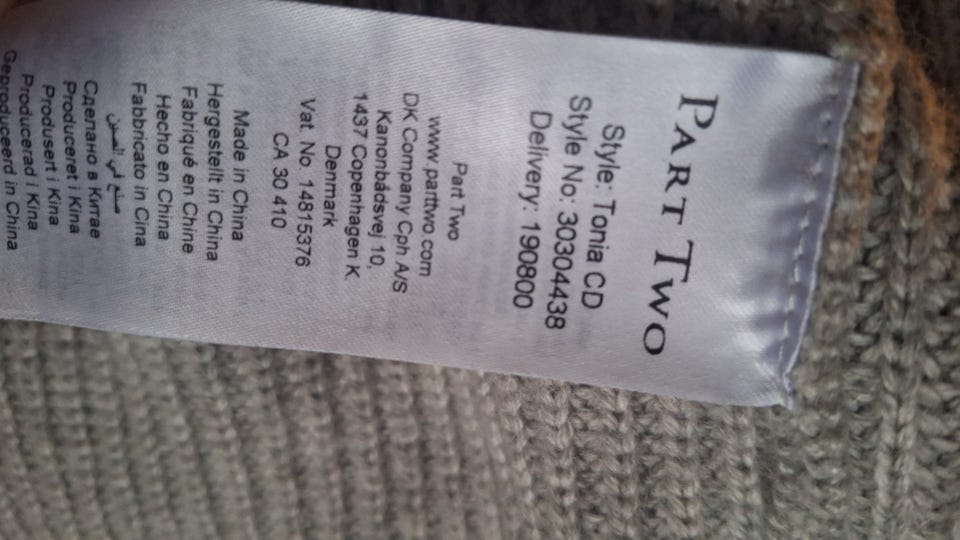 PART TWO
Style: Tonia CD
Style No: 30304438
Delivery: 190800
Part Two
www.parttwo.com
DK Company Cph A/S
Kanonbådsvej 10,
1437 Copenhagen K.
Denmark
Vat. No. 14815376
CA 30 410
Made in China
Hergestellt in China
Fabriqué en Chine
Hecho en China
Fabbricato in Cina
صنع في الصين
Сделано в Китае
Produceret i Kina
Produsert i Kina
Producerad i Kina
Geproduceerd in China